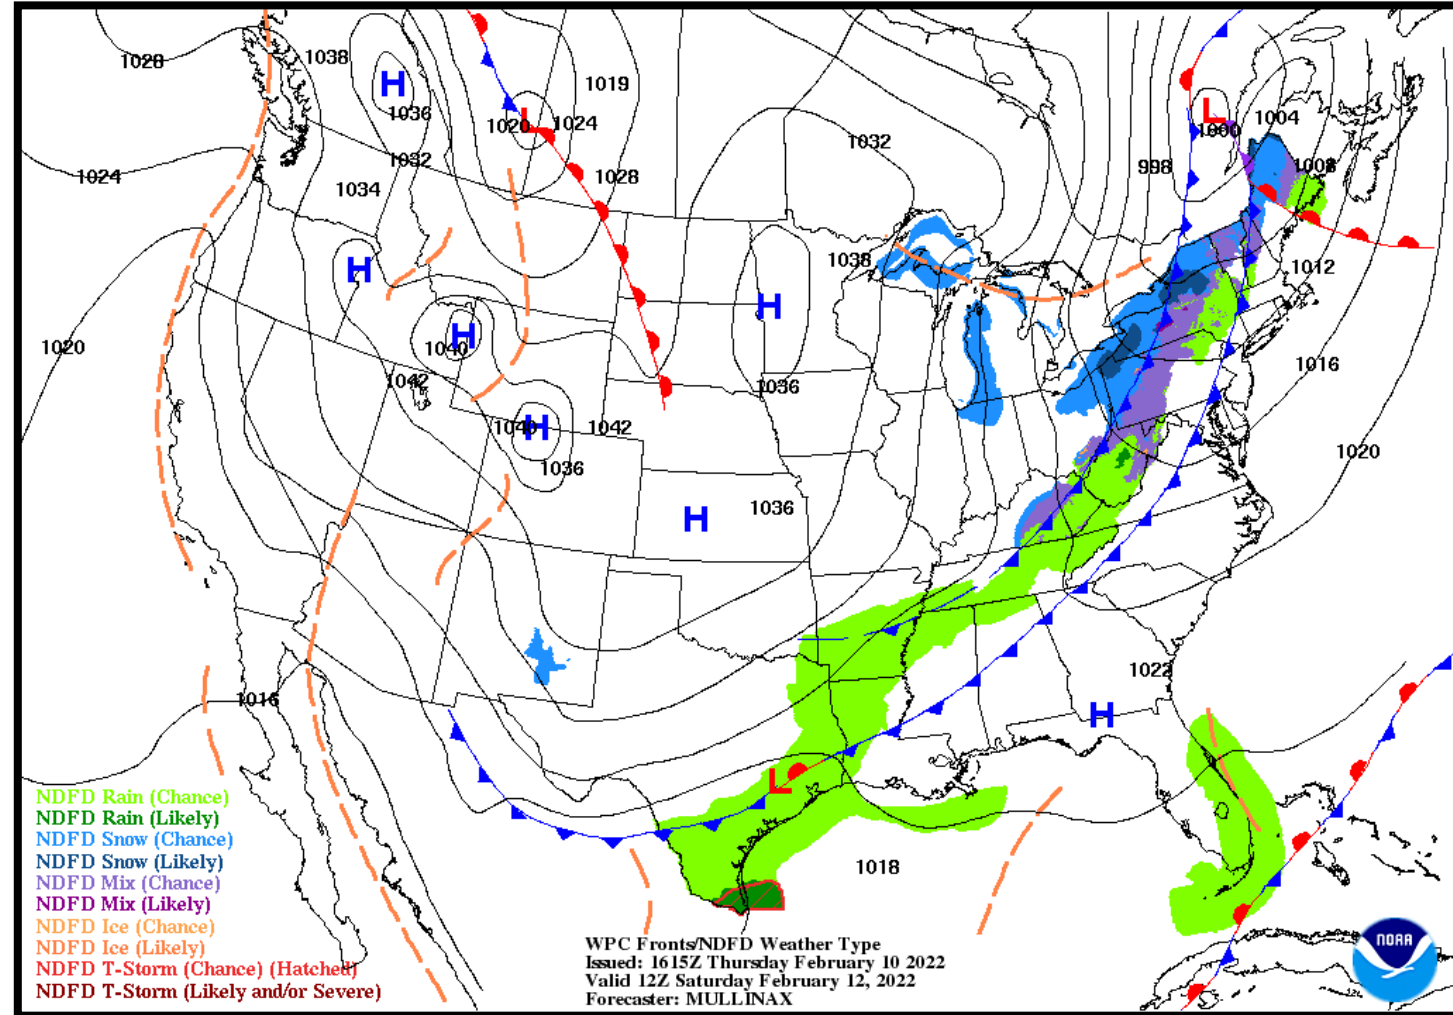 1028
1038
H
1036
1019
1020
L
1024
1032
1032
L
1000
1004
998
1008
1024
1034
1028
H
1038
1012
H
H
1020
1040
1016
1042
1036
1040
H
1042
1020
1036
H
1036
1022
1016
H
L
1018
NDFD Rain (Chance)
NDFD Rain (Likely)
NDFD Snow (Chance)
NDFD Snow (Likely)
NDFD Mix (Chance)
NDFD Mix (Likely)
NDFD Ice (Chance)
NDFD Ice (Likely)
NDFD T-Storm (Chance) (Hatched)
NDFD T-Storm (Likely and/or Severe)
WPC Fronts/NDFD Weather Type
Issued: 1615Z Thursday February 10 2022
Valid 12Z Saturday February 12, 2022
Forecaster: MULLINAX
NOAA